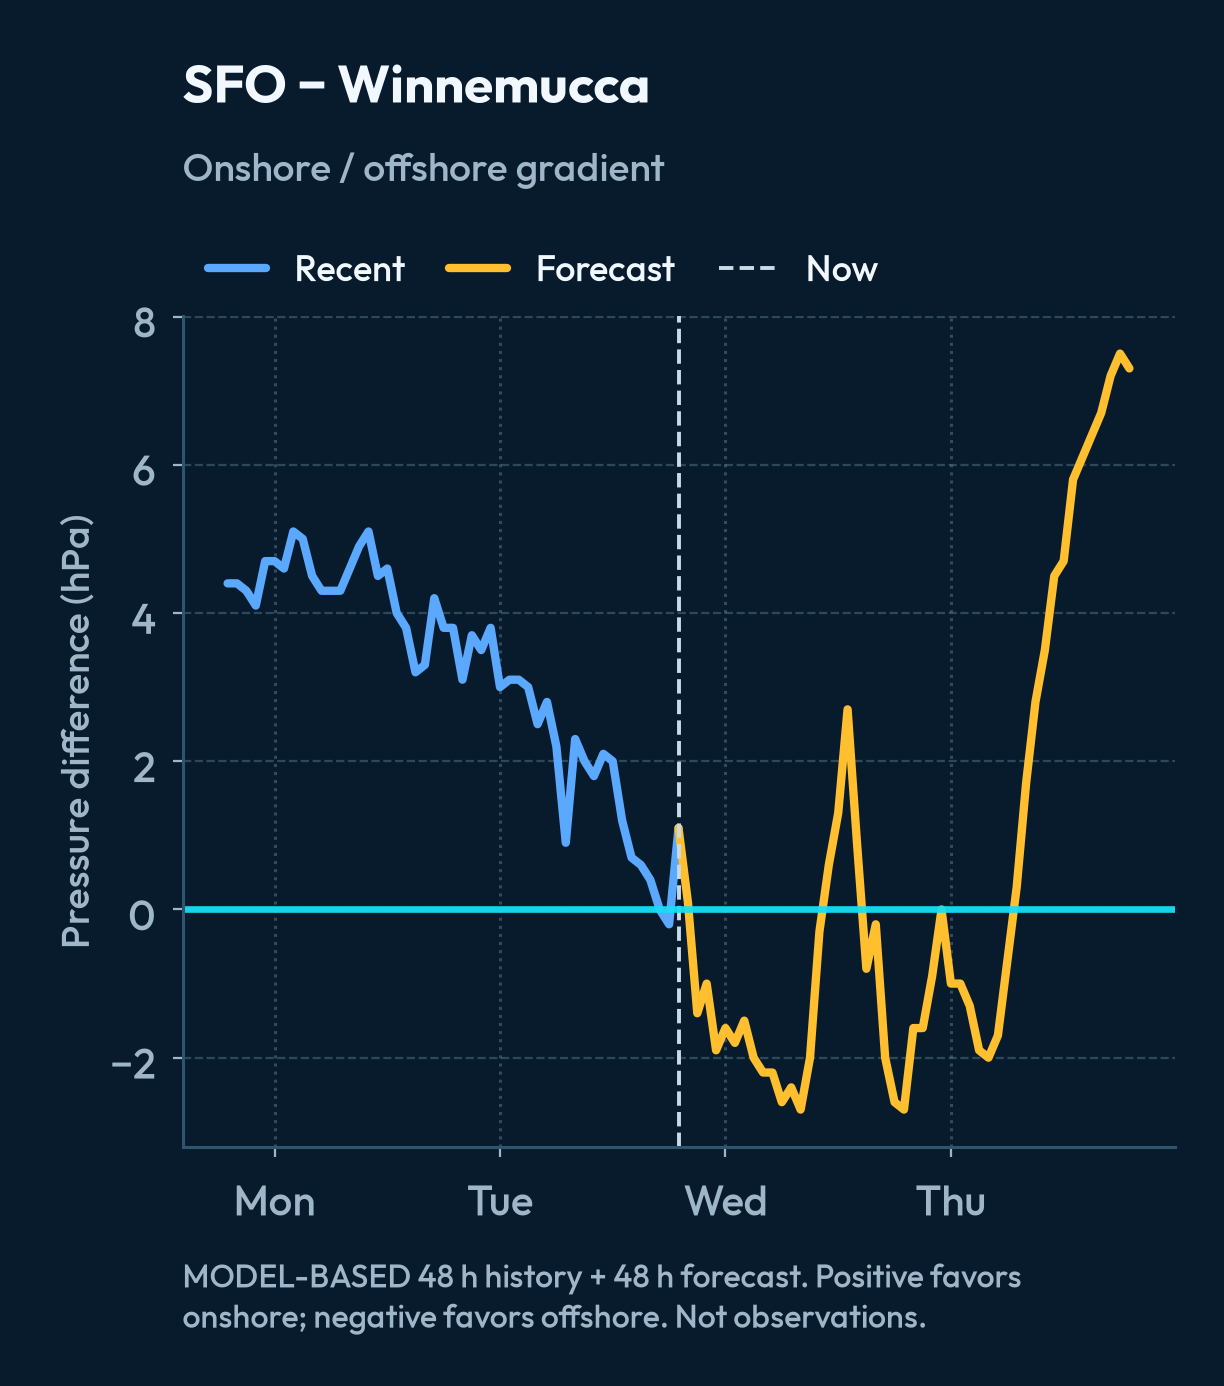 SFO – Winnemucca
Onshore / offshore gradient
Recent
Forecast
Now
8
6
4
2
0
−2
Pressure difference (hPa)
Mon
Tue
Wed
Thu
MODEL-BASED 48 h history + 48 h forecast. Positive favors
onshore; negative favors offshore. Not observations.